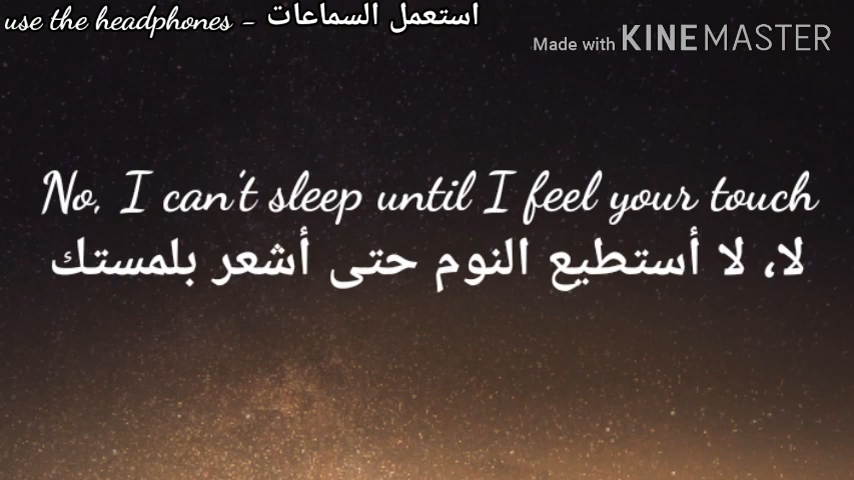 use the headphones - استعمل السماعات
Made with KINEMASTER
No, I can't sleep until I feel your touch
لا، لا أستطيع النوم حتى أشعر بلمستك